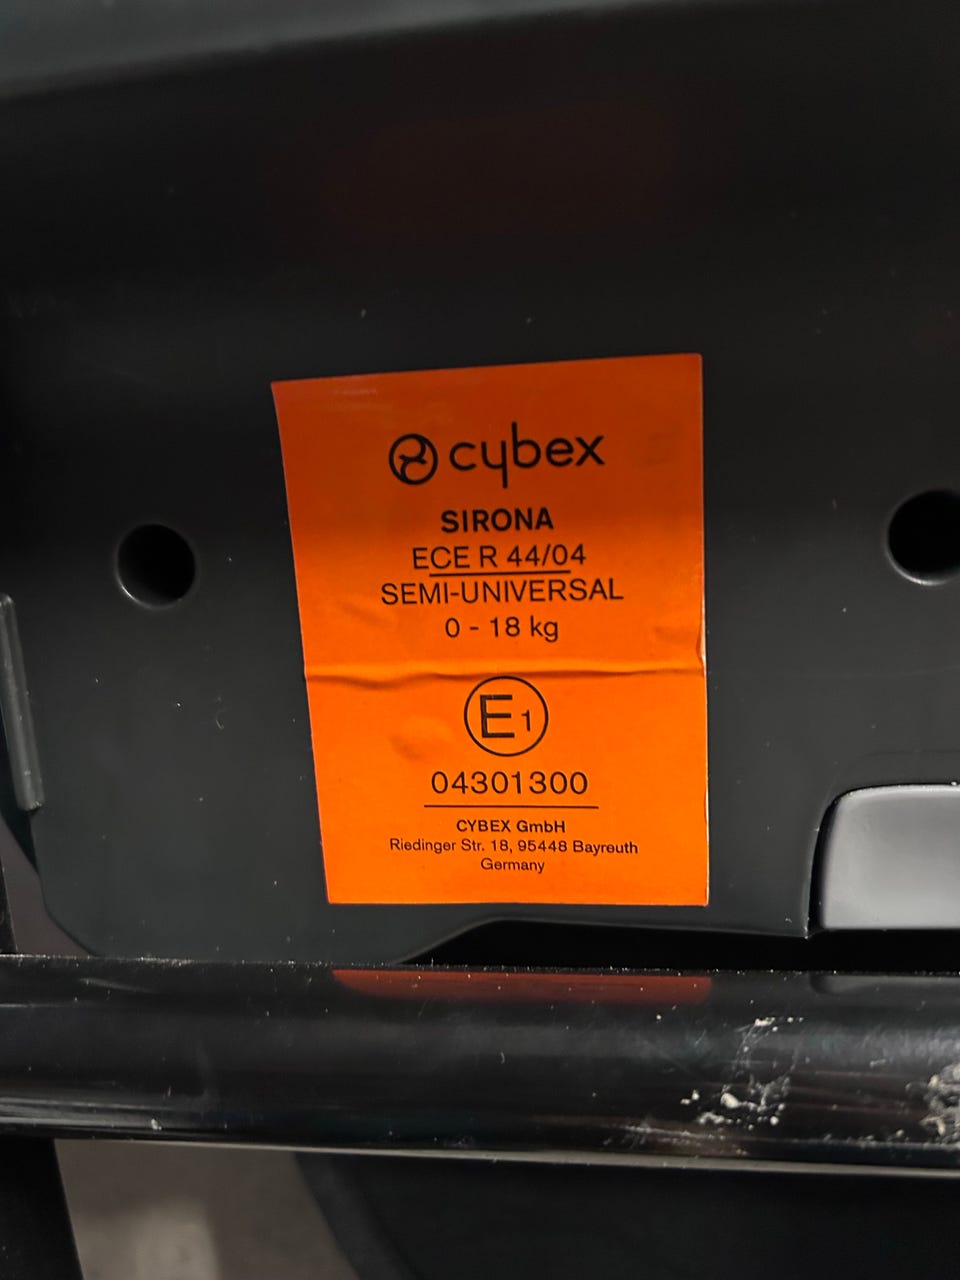 cybex
SIRONA
ECE R 44/04
SEMI-UNIVERSAL
0 - 18 kg
E1
04301300
CYBEX GmbH
Riedinger Str. 18, 95448 Bayreuth
Germany